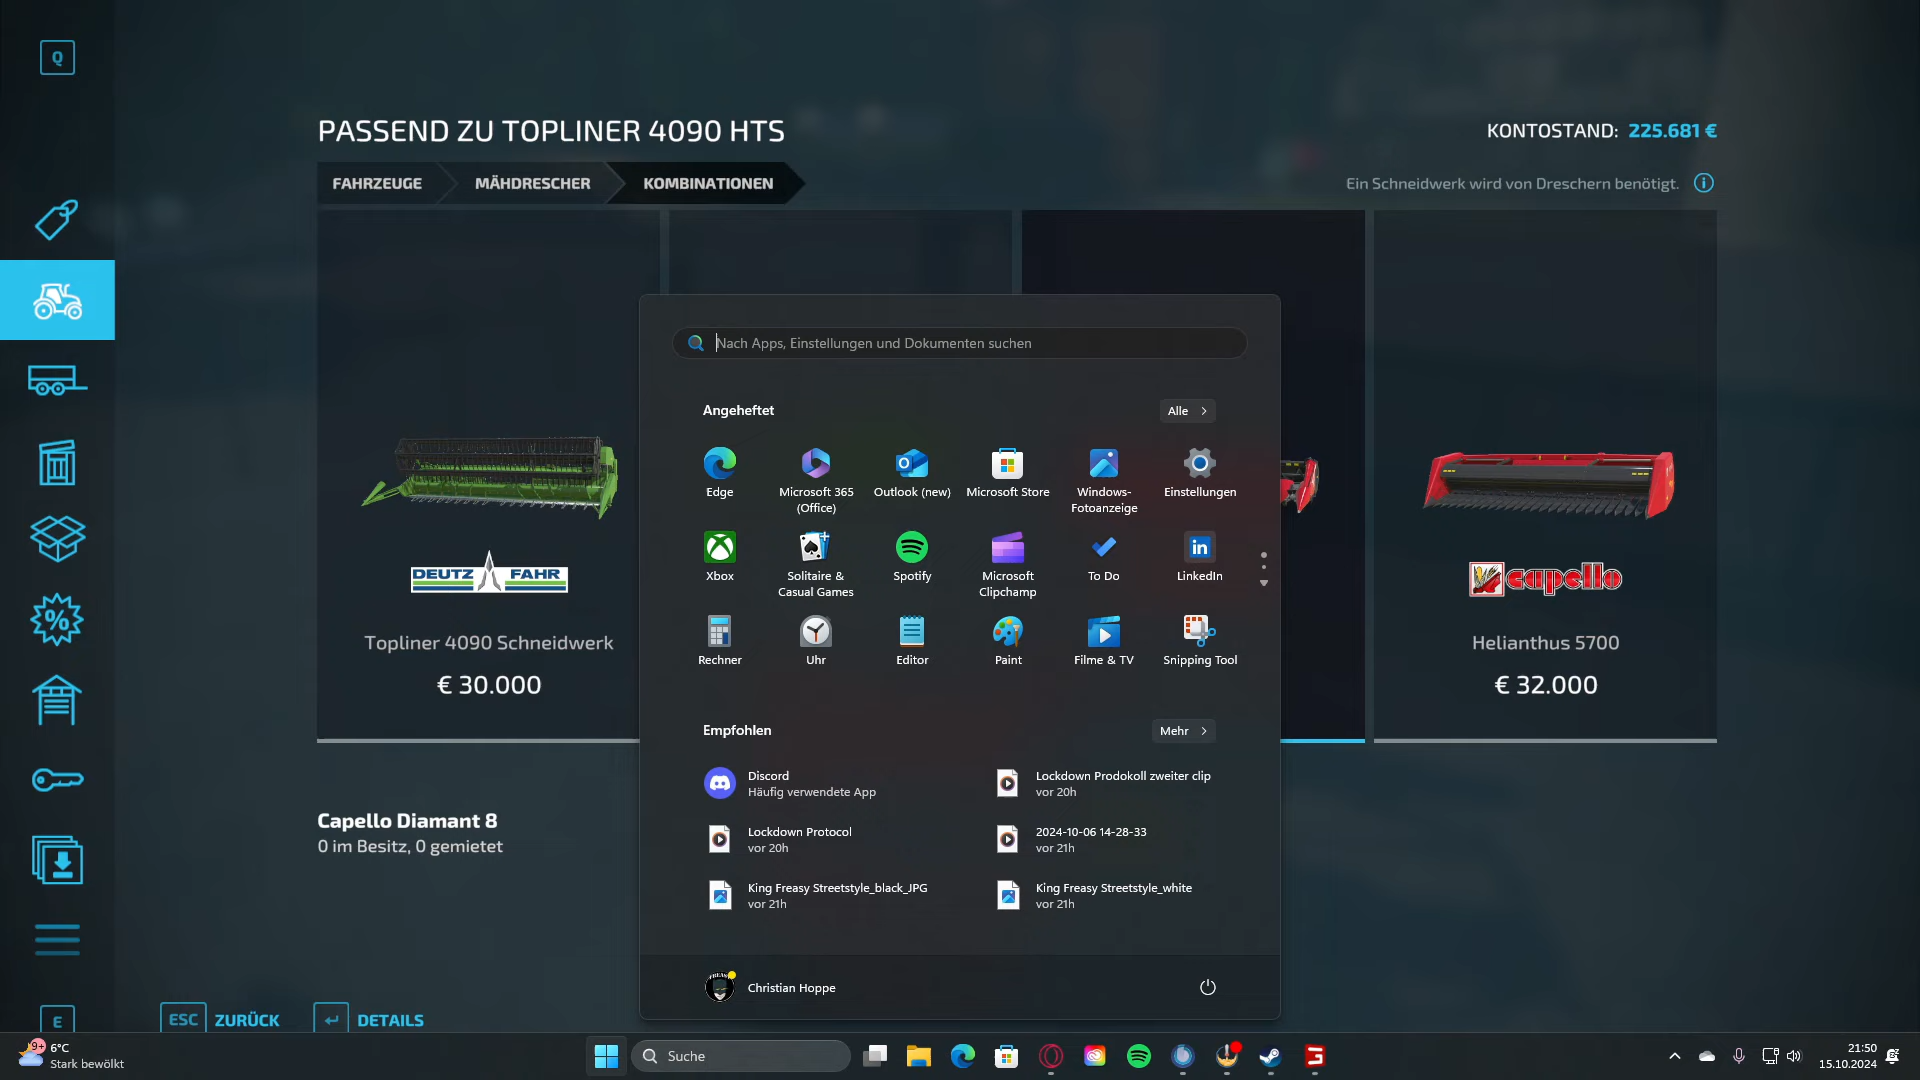 Q
PASSEND ZU TOPLINER 4090 HTS
KONTOSTAND: 225.681 €
FAHRZEUGE
MÄHDRESCHER
KOMBINATIONEN
Ein Schneidwerk wird von Dreschern benötigt.
Nach Apps, Einstellungen und Dokumenten suchen
Angeheftet
Alle
Edge
Microsoft 365
(Office)
Outlook (new)
Microsoft Store
Windows-
Fotoanzeige
Einstellungen
Xbox
Solitaire &
Casual Games
Spotify
Microsoft
Clipchamp
To Do
LinkedIn
Rechner
Uhr
Editor
Paint
Filme & TV
Snipping Tool
Empfohlen
Mehr
Discord
Häufig verwendete App
Lockdown Prodokoll zweiter clip
vor 20h
Lockdown Protocol
vor 20h
2024-10-06 14-28-33
vor 21h
King Freasy Streetstyle_black_JPG
vor 21h
King Freasy Streetstyle_white
vor 21h
Christian Hoppe
DEUTZ FAHR
Topliner 4090 Schneidwerk
€ 30.000
capello
Helianthus 5700
€ 32.000
Capello Diamant 8
0 im Besitz, 0 gemietet
E
ESC ZURÜCK
DETAILS
9+
6°C
Stark bewölkt
Suche
21:50
15.10.2024